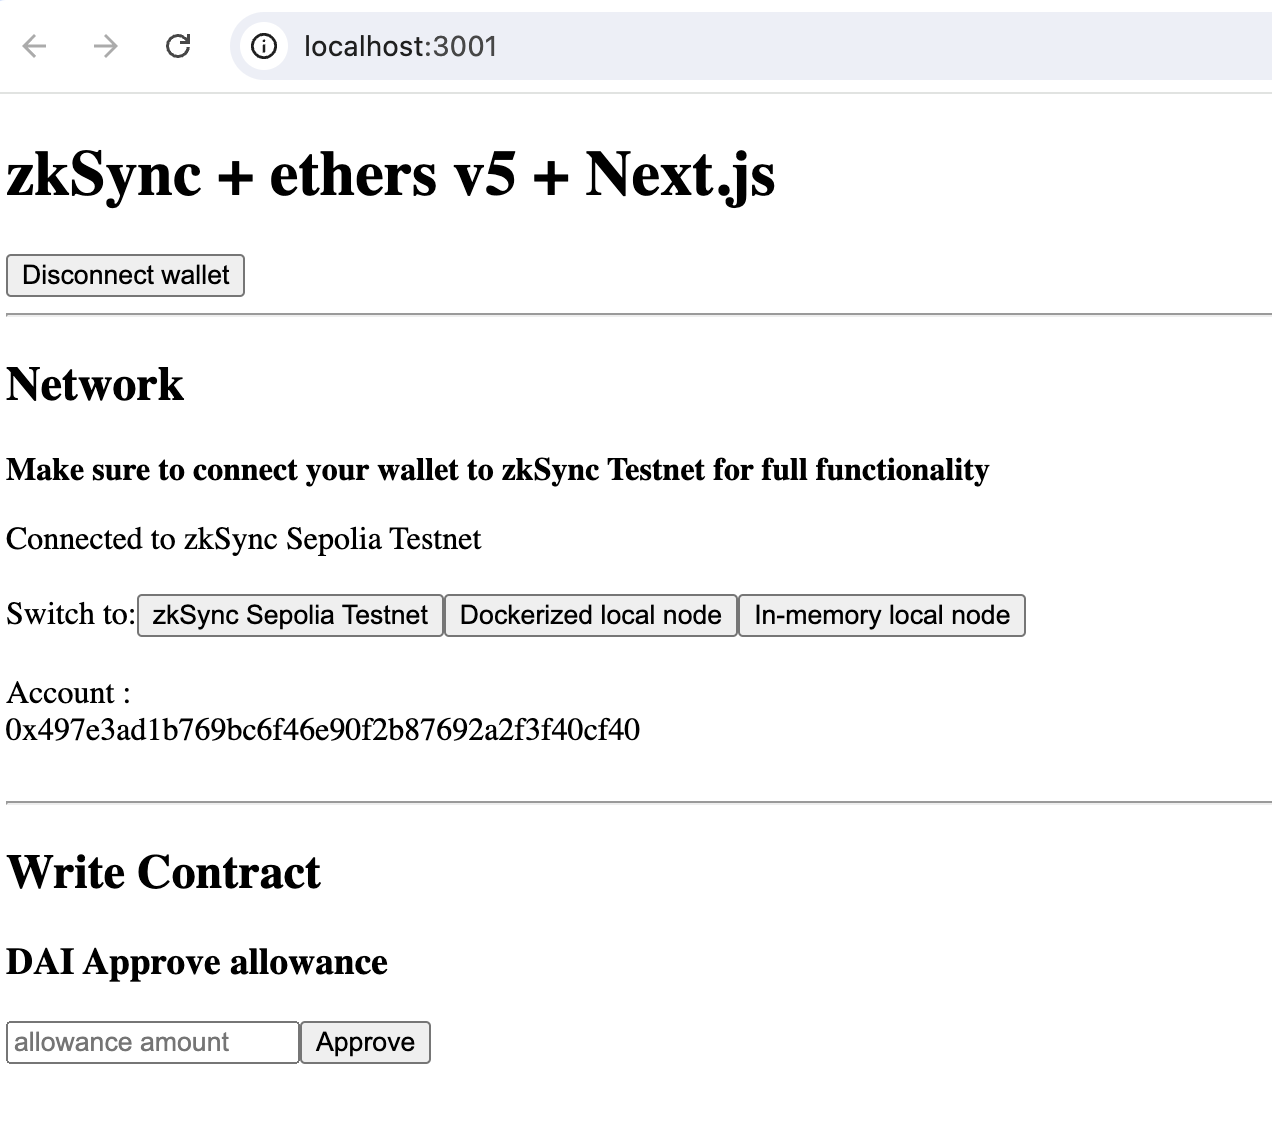 localhost:3001
zkSync + ethers v5 + Next.js
Disconnect wallet
Network
Make sure to connect your wallet to zkSync Testnet for full functionality
Connected to zkSync Sepolia Testnet
Switch to: zkSync Sepolia Testnet Dockerized local node In-memory local node
Account :
0x497e3ad1b769bc6f46e90f2b87692a2f3f40cf40
Write Contract
DAI Approve allowance
allowance amount Approve